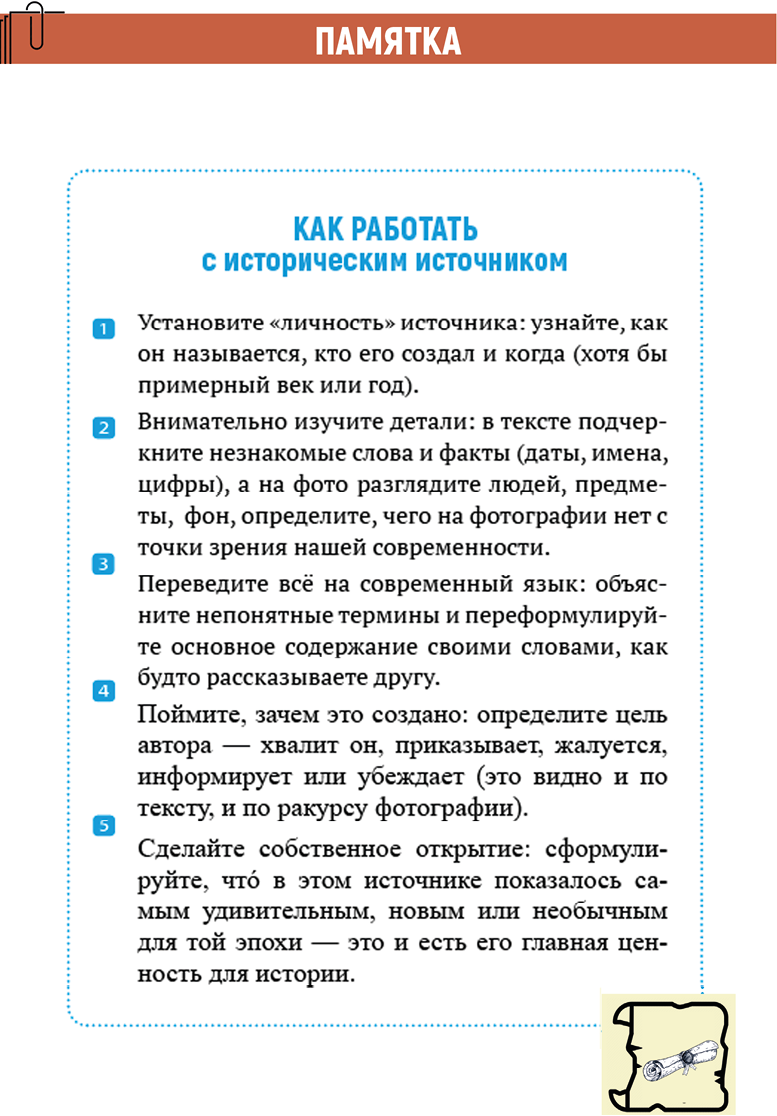 ПАМЯТКА
КАК РАБОТАТЬ
с историческим источником
1 Установите «личность» источника: узнайте, как
он называется, кто его создал и когда (хотя бы
примерный век или год).
2 Внимательно изучите детали: в тексте подчер-
кните незнакомые слова и факты (даты, имена,
цифры), а на фото разглядите людей, предме-
ты, фон, определите, чего на фотографии нет с
точки зрения нашей современности.
3 Переведите всё на современный язык: объяс-
ните непонятные термины и переформулируй-
те основное содержание своими словами, как
будто рассказываете другу.
4 Поймите, зачем это создано: определите цель
автора — хвалит он, приказывает, жалуется,
информирует или убеждает (это видно и по
тексту, и по ракурсу фотографии).
5 Сделайте собственное открытие: сформули-
руйте, что́ в этом источнике показалось са-
мым удивительным, новым или необычным
для той эпохи — это и есть его главная цен-
ность для истории.